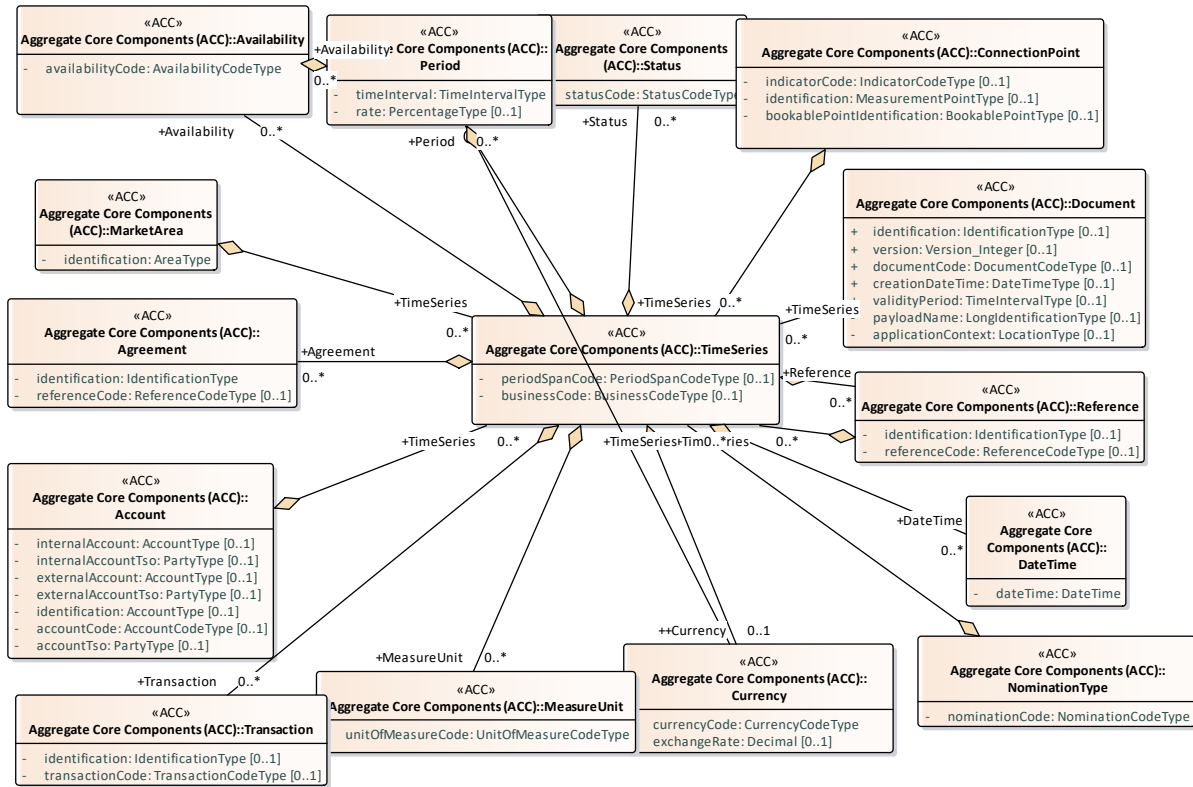 «ACC»
Aggregate Core Components (ACC)::Availability
- availabilityCode: AvailabilityCodeType
+Availability
0..*
+Availability 0..*
e Core Components (ACC)::
Period
- timeInterval: TimeIntervalType
- rate: PercentageType [0..1]
+Period 0..*
«ACC»
Aggregate Core Components
(ACC)::Status
statusCode: StatusCodeType
+Status 0..*
«ACC»
Aggregate Core Components (ACC)::ConnectionPoint
- indicatorCode: IndicatorCodeType [0..1]
- identification: MeasurementPointType [0..1]
- bookablePointIdentification: BookablePointType [0..1]
«ACC»
Aggregate Core Components
(ACC)::MarketArea
- identification: AreaType
«ACC»
Aggregate Core Components (ACC)::Document
+ identification: IdentificationType [0..1]
+ version: Version_Integer [0..1]
+ documentCode: DocumentCodeType [0..1]
+ creationDateTime: DateTimeType [0..1]
validityPeriod: TimeIntervalType [0..1]
payloadName: LongIdentificationType [0..1]
- applicationContext: LocationType [0..1]
+TimeSeries
0..*
+TimeSeries 0..*
+TimeSeries
0..*
«ACC»
Aggregate Core Components (ACC)::
Agreement
- identification: IdentificationType
- referenceCode: ReferenceCodeType [0..1]
+Agreement
0..*
«ACC»
Aggregate Core Components (ACC)::TimeSeries
- periodSpanCode: PeriodSpanCodeType [0..1]
- businessCode: BusinessCodeType [0..1]
+Reference
0..*
«ACC»
Aggregate Core Components (ACC)::Reference
- identification: IdentificationType [0..1]
- referenceCode: ReferenceCodeType [0..1]
+TimeSeries 0..*
+TimeSeries+Tim0..*ries 0..*
«ACC»
Aggregate Core Components (ACC)::
Account
- internalAccount: AccountType [0..1]
- internalAccountTso: PartyType [0..1]
- externalAccount: AccountType [0..1]
- externalAccountTso: PartyType [0..1]
- identification: AccountType [0..1]
- accountCode: AccountCodeType [0..1]
- accountTso: PartyType [0..1]
+DateTime
0..*
«ACC»
Aggregate Core
Components (ACC)::
DateTime
- dateTime: DateTime
+Transaction 0..*
+MeasureUnit 0..*
++Currency 0..1
«ACC»
Aggregate Core Components (ACC)::Transaction
- identification: IdentificationType [0..1]
- transactionCode: TransactionCodeType [0..1]
«ACC»
Aggregate Core Components (ACC)::MeasureUnit
unitOfMeasureCode: UnitOfMeasureCodeType
«ACC»
Aggregate Core Components (ACC)::
Currency
currencyCode: CurrencyCodeType
exchangeRate: Decimal [0..1]
«ACC»
Aggregate Core Components (ACC)::
NominationType
- nominationCode: NominationCodeType